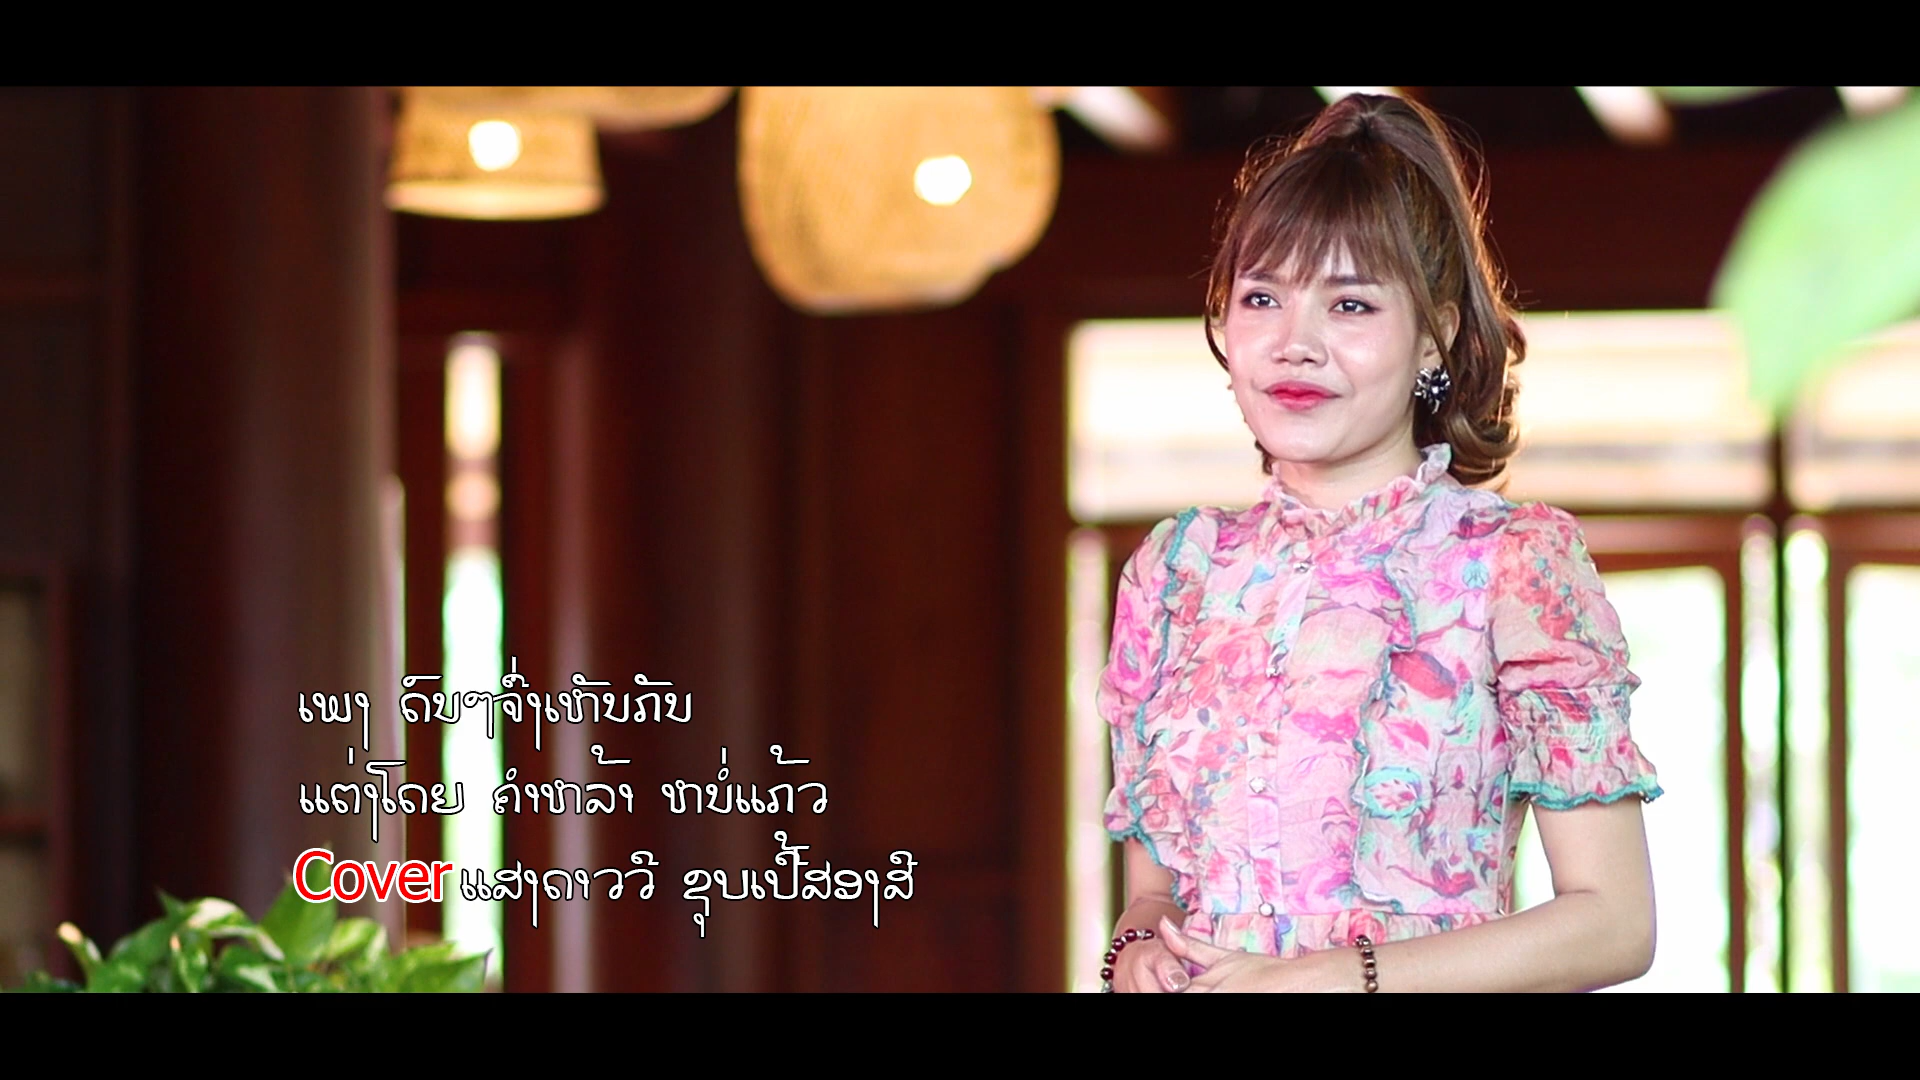 ເພງ ຄົບໆຈົ່ງເຫັບກັບ
ແຕ່ງໂດຍ ຄຳຫລ້າ ຫນໍ່ແກ້ວ
Cover ແສງດາວວີ ຊຸບເປີ້ສອງສີ